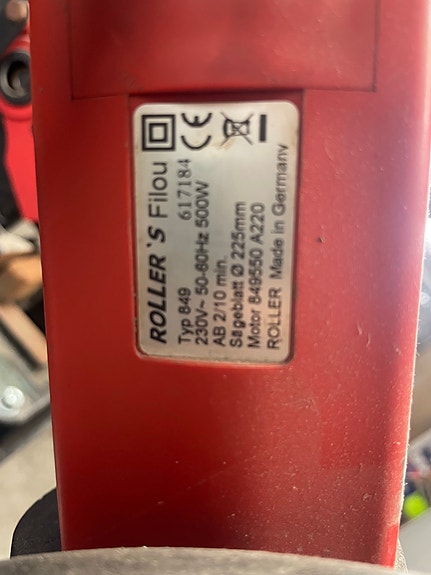 ROLLER`S Filou
Typ 849 617184
230V~ 50-60Hz 500W
AB 2/10 min.
Sägeblatt Ø 225mm
Motor 849550 A220
ROLLER Made in Germany
CE